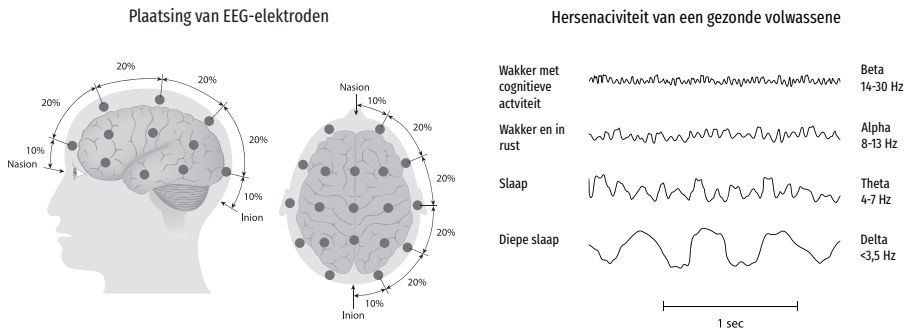 Plaatsing van EEG-elektroden
20%
20%
20%
20%
10%
Nasion
10%
Inion
Nasion
10%
20%
20%
20%
20%
10%
Inion
Hersenaciviteit van een gezonde volwassene
Wakker met
cognitieve
actviteit
Beta
14-30 Hz
Wakker en in
rust
Alpha
8-13 Hz
Slaap
Theta
4-7 Hz
Diepe slaap
Delta
<3,5 Hz
1 sec